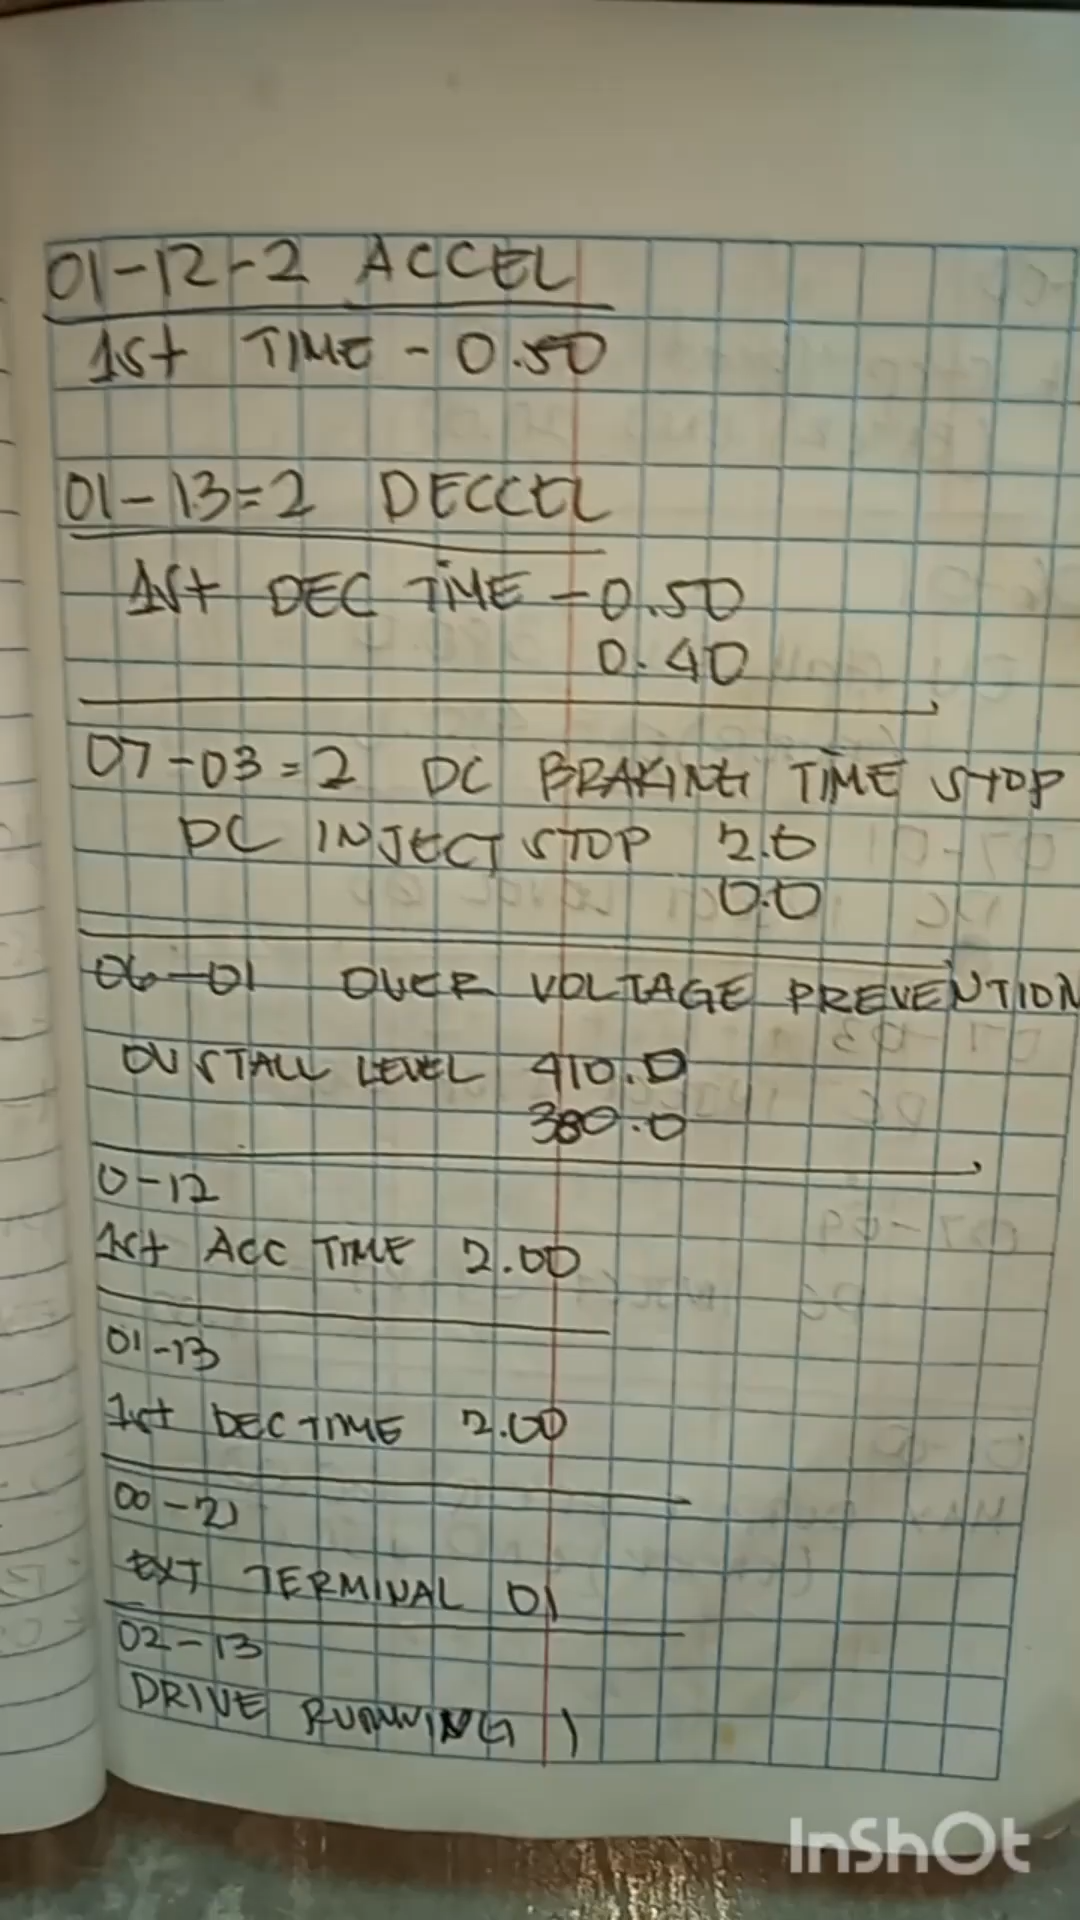 01-12-2 ACCEL
1st TIME - 0.50
01-13=2 DECCEL
1st DEC TIME - 0.50
0.40
07-03=2 DC BRAKING TIME STOP
DC INJECT STOP 2.0
0.0
06-01 OVER VOLTAGE PREVENTION
OV STALL LEVEL 410.0
380.0
0-12
1st ACC TIME 2.00
01-13
1st DEC TIME 2.00
00-21
EXT TERMINAL 01
02-13
DRIVE RUNNING 1
InShOt